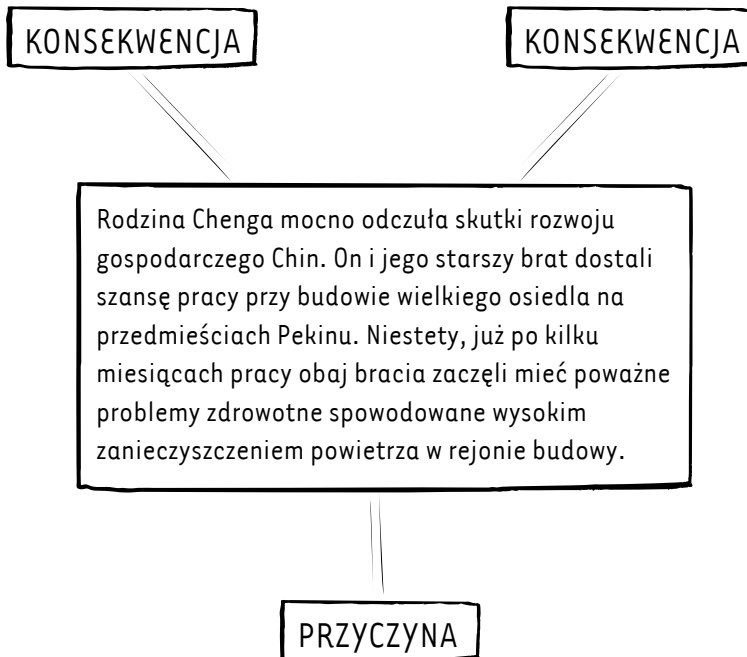 KONSEKWENCJA
KONSEKWENCJA
Rodzina Chenga mocno odczuła skutki rozwoju
gospodarczego Chin. On i jego starszy brat dostali
szansę pracy przy budowie wielkiego osiedla na
przedmieściach Pekinu. Niestety, już po kilku
miesiącach pracy obaj bracia zaczęli mieć poważne
problemy zdrowotne spowodowane wysokim
zanieczyszczeniem powietrza w rejonie budowy.
PRZYCZYNA